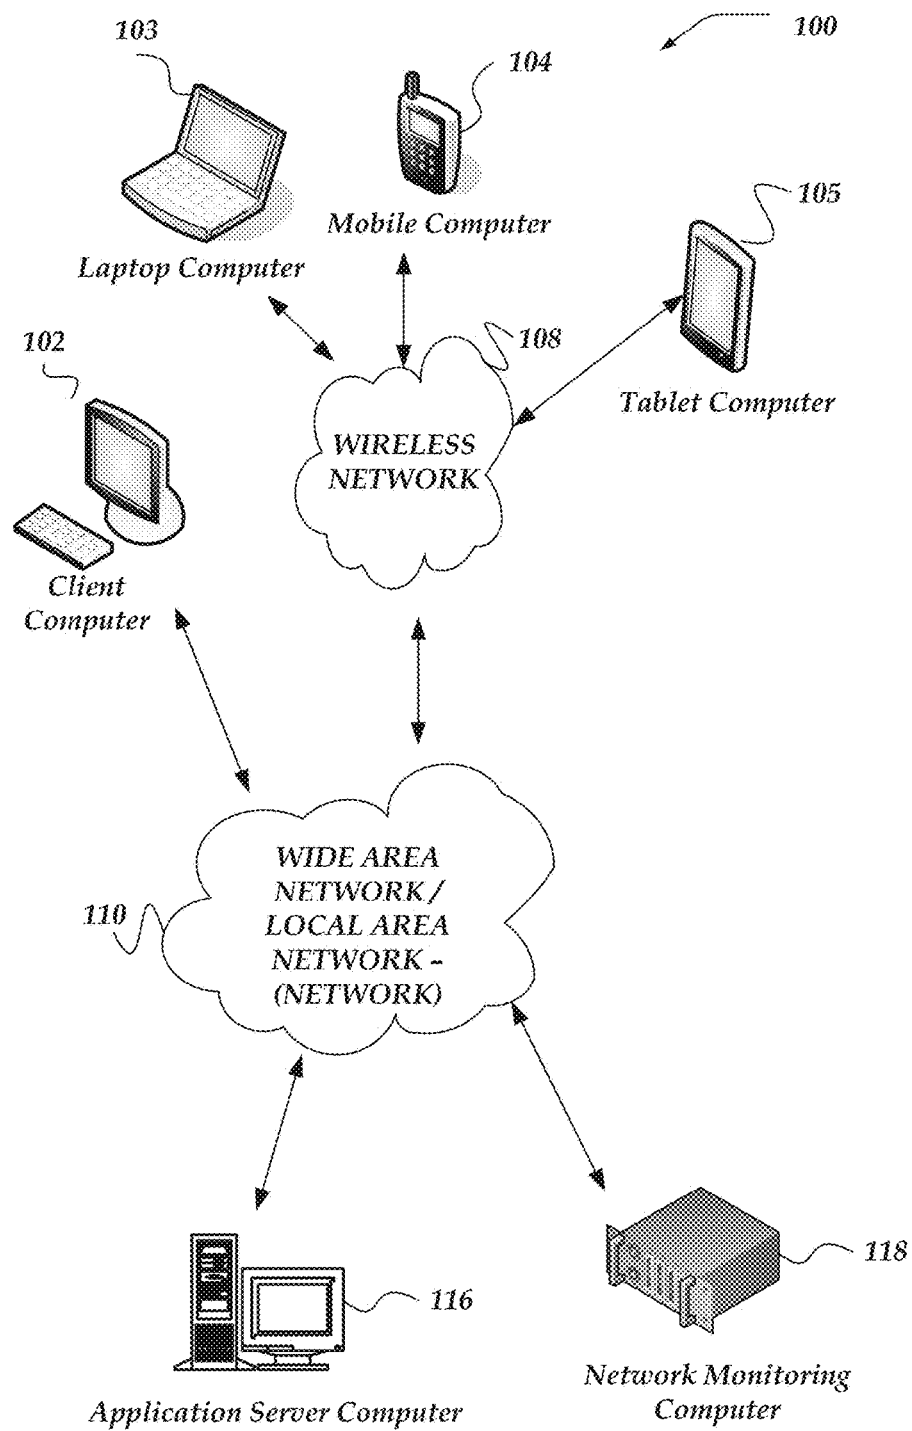 100
103
104
Mobile Computer
105
Laptop Computer
102
108
Tablet Computer
WIRELESS
NETWORK
Client
Computer
WIDE AREA
NETWORK /
LOCAL AREA
NETWORK –
(NETWORK)
110
118
116
Network Monitoring
Computer
Application Server Computer